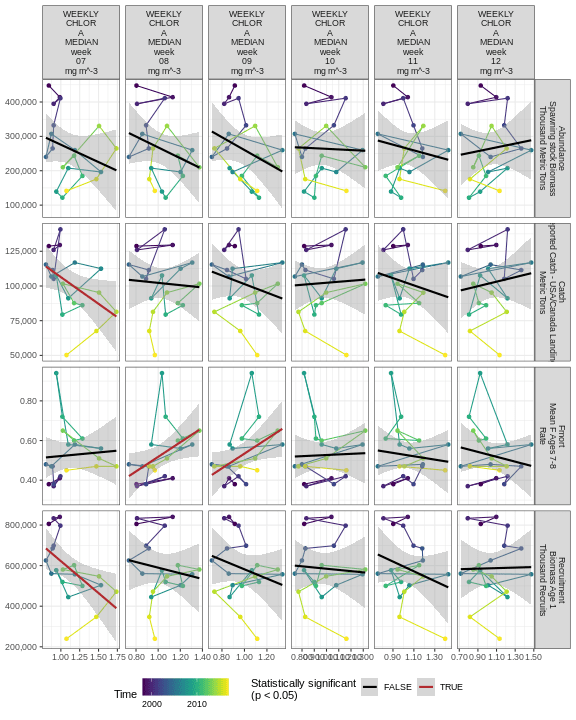 WEEKLY CHLOR A MEDIAN week 07 mg m^-3
WEEKLY CHLOR A MEDIAN week 08 mg m^-3
WEEKLY CHLOR A MEDIAN week 09 mg m^-3
WEEKLY CHLOR A MEDIAN week 10 mg m^-3
WEEKLY CHLOR A MEDIAN week 11 mg m^-3
WEEKLY CHLOR A MEDIAN week 12 mg m^-3
400,000
300,000
200,000
100,000
Abundance
Spawning stock Biomass
Thousand Metric Tons
125,000
100,000
75,000
50,000
Catch
Catch - USA/Canada
Metric Tons
0.80
0.60
0.40
Fmort
Mean F Ages 7-8
Rate
800,000
600,000
400,000
200,000
Recruitment
Biomass Age 1
Thousand Recruits
1.00 1.25 1.50 1.75
0.80 1.00 1.20 1.40
0.80 1.00 1.20
0.90 1.10 1.30
0.70 0.90 1.10 1.30 1.50
Time
2000 2010
Statistically significant
(p < 0.05)
FALSE TRUE